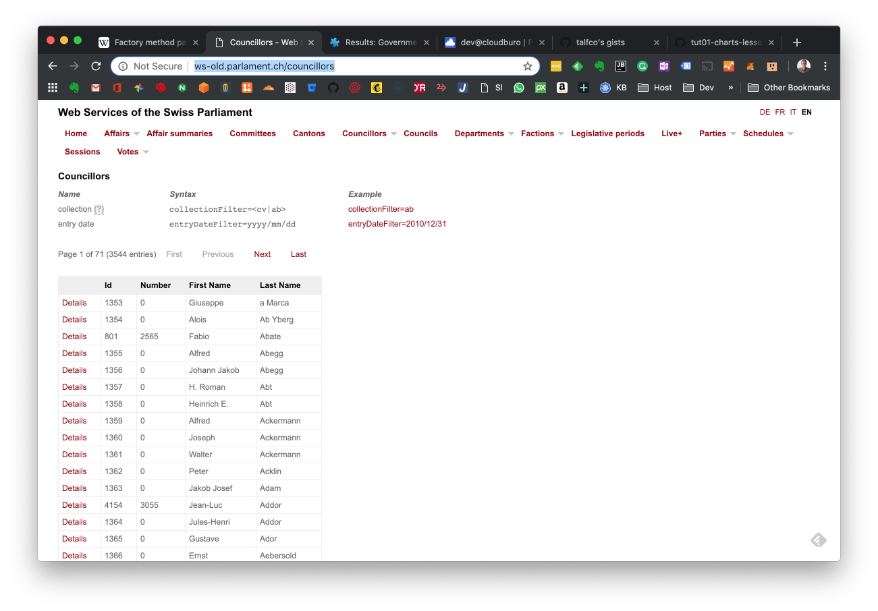 Factory method pa
Councillors - Web S
Results: Governme
dev@cloudburo | P
talfco's gists
tut01-charts-lesso
Not Secure
ws-old.parlament.ch/councillors
SI
KB
Host
Dev
»
Other Bookmarks
Web Services of the Swiss Parliament
DE FR IT EN
Home Affairs Affair summaries Committees Cantons Councillors Councils Departments Factions Legislative periods Live+ Parties Schedules
Sessions Votes
Councillors
Name Syntax Example
collection [?] collectionFilter=<cv|ab> collectionFilter=ab
entry date entryDateFilter=yyyy/mm/dd entryDateFilter=2010/12/31
Page 1 of 71 (3544 entries) First Previous Next Last
Id Number First Name Last Name
Details 1353 0 Giuseppe a Marca
Details 1354 0 Alois Ab Yberg
Details 801 2565 Fabio Abate
Details 1355 0 Alfred Abegg
Details 1356 0 Johann Jakob Abegg
Details 1357 0 H. Roman Abt
Details 1358 0 Heinrich E. Abt
Details 1359 0 Alfred Ackermann
Details 1360 0 Joseph Ackermann
Details 1361 0 Walter Ackermann
Details 1362 0 Peter Acklin
Details 1363 0 Jakob Josef Adam
Details 4154 3055 Jean-Luc Addor
Details 1364 0 Jules-Henri Addor
Details 1365 0 Gustave Ador
Details 1366 0 Ernst Aebersold